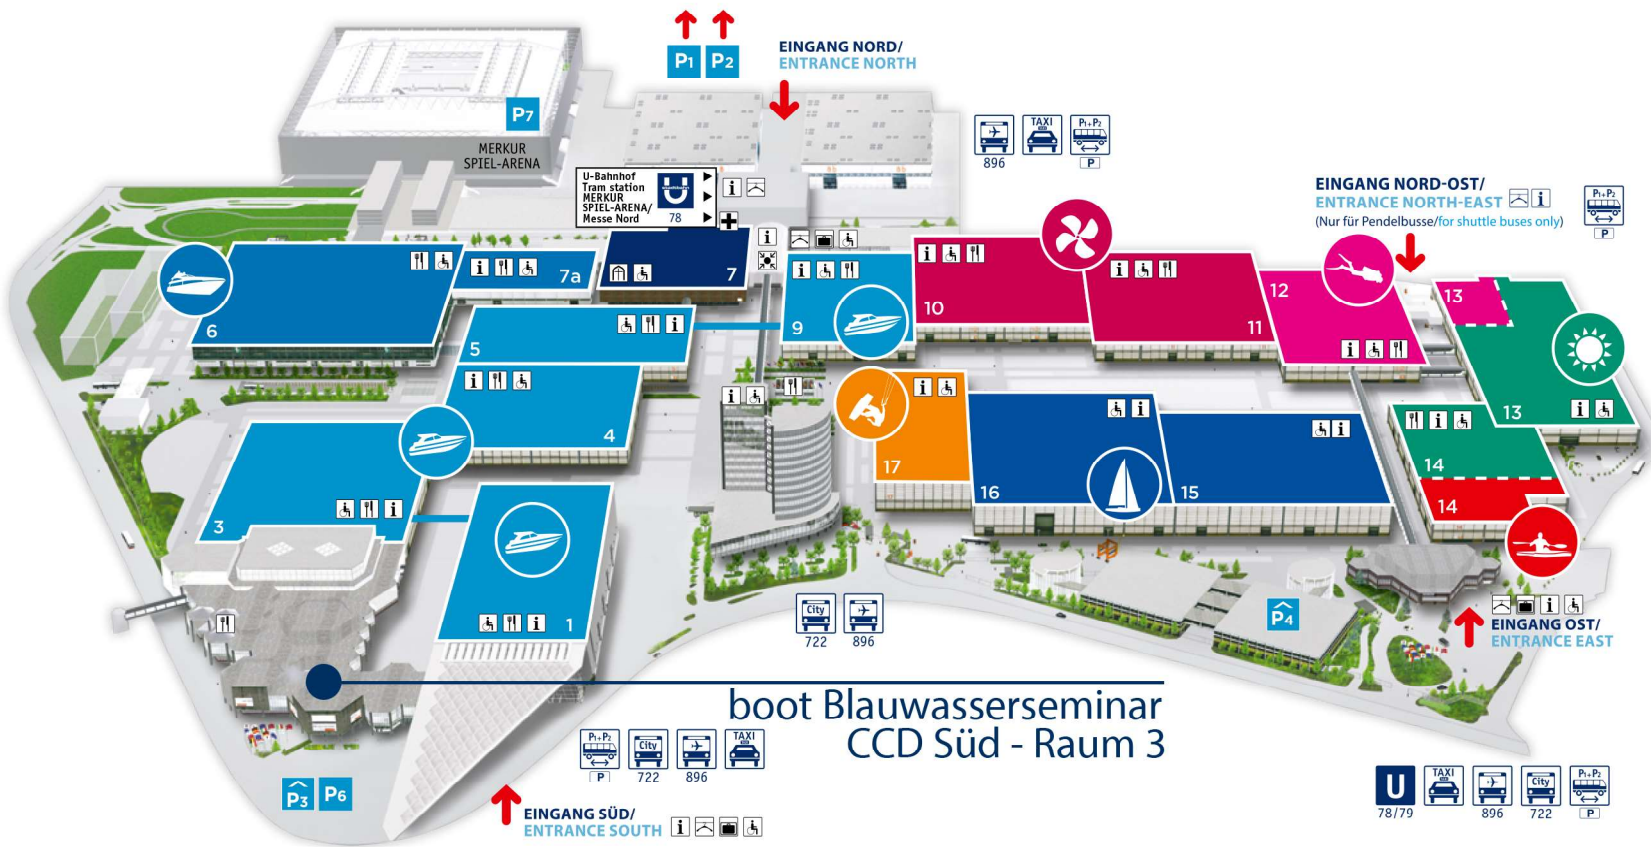 P1 P2
EINGANG NORD/
ENTRANCE NORTH
P7
MERKUR
SPIEL-ARENA
896
TAXI
P1+P2
P
U-Bahnhof
Tram station
MERKUR
SPIEL-ARENA/
Messe Nord
U
78
i
EINGANG NORD-OST/
ENTRANCE NORTH-EAST i
(Nur für Pendelbusse/for shuttle buses only)
P1+P2
P
6
i
7a
7
i
i
9
i
10
i
11
12
i
13
13
i
5
i
i
4
i
3
i
1
i
i
17
i
16
i
15
i
i
14
14
P4
i
EINGANG OST/
ENTRANCE EAST
City
722
896
boot Blauwasserseminar
CCD Süd - Raum 3
P1+P2
P
City
722
896
TAXI
P3 P6
EINGANG SÜD/
ENTRANCE SOUTH i
U
78/79
TAXI
896
City
722
P1+P2
P